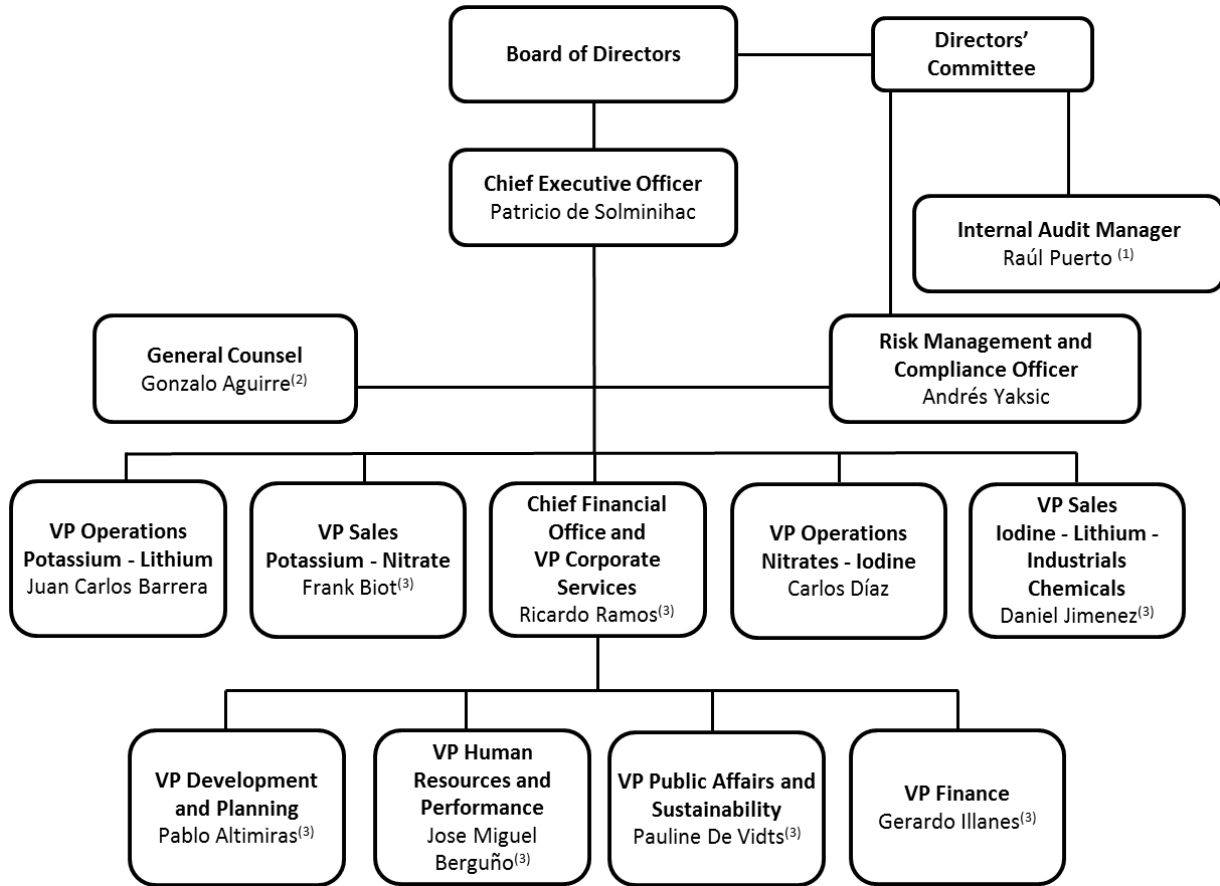 Board of Directors
Directors'
Committee
Chief Executive Officer
Patricio de Solminihac
Internal Audit Manager
Raúl Puerto (1)
General Counsel
Gonzalo Aguirre(2)
Risk Management and
Compliance Officer
Andrés Yaksic
VP Operations
Potassium - Lithium
Juan Carlos Barrera
VP Sales
Potassium - Nitrate
Frank Biot(3)
Chief Financial
Office and
VP Corporate
Services
Ricardo Ramos(3)
VP Operations
Nitrates - Iodine
Carlos Díaz
VP Sales
Iodine - Lithium -
Industrials
Chemicals
Daniel Jimenez(3)
VP Development
and Planning
Pablo Altimiras(3)
VP Human
Resources and
Performance
Jose Miguel
Berguño(3)
VP Public Affairs and
Sustainability
Pauline De Vidts(3)
VP Finance
Gerardo Illanes(3)